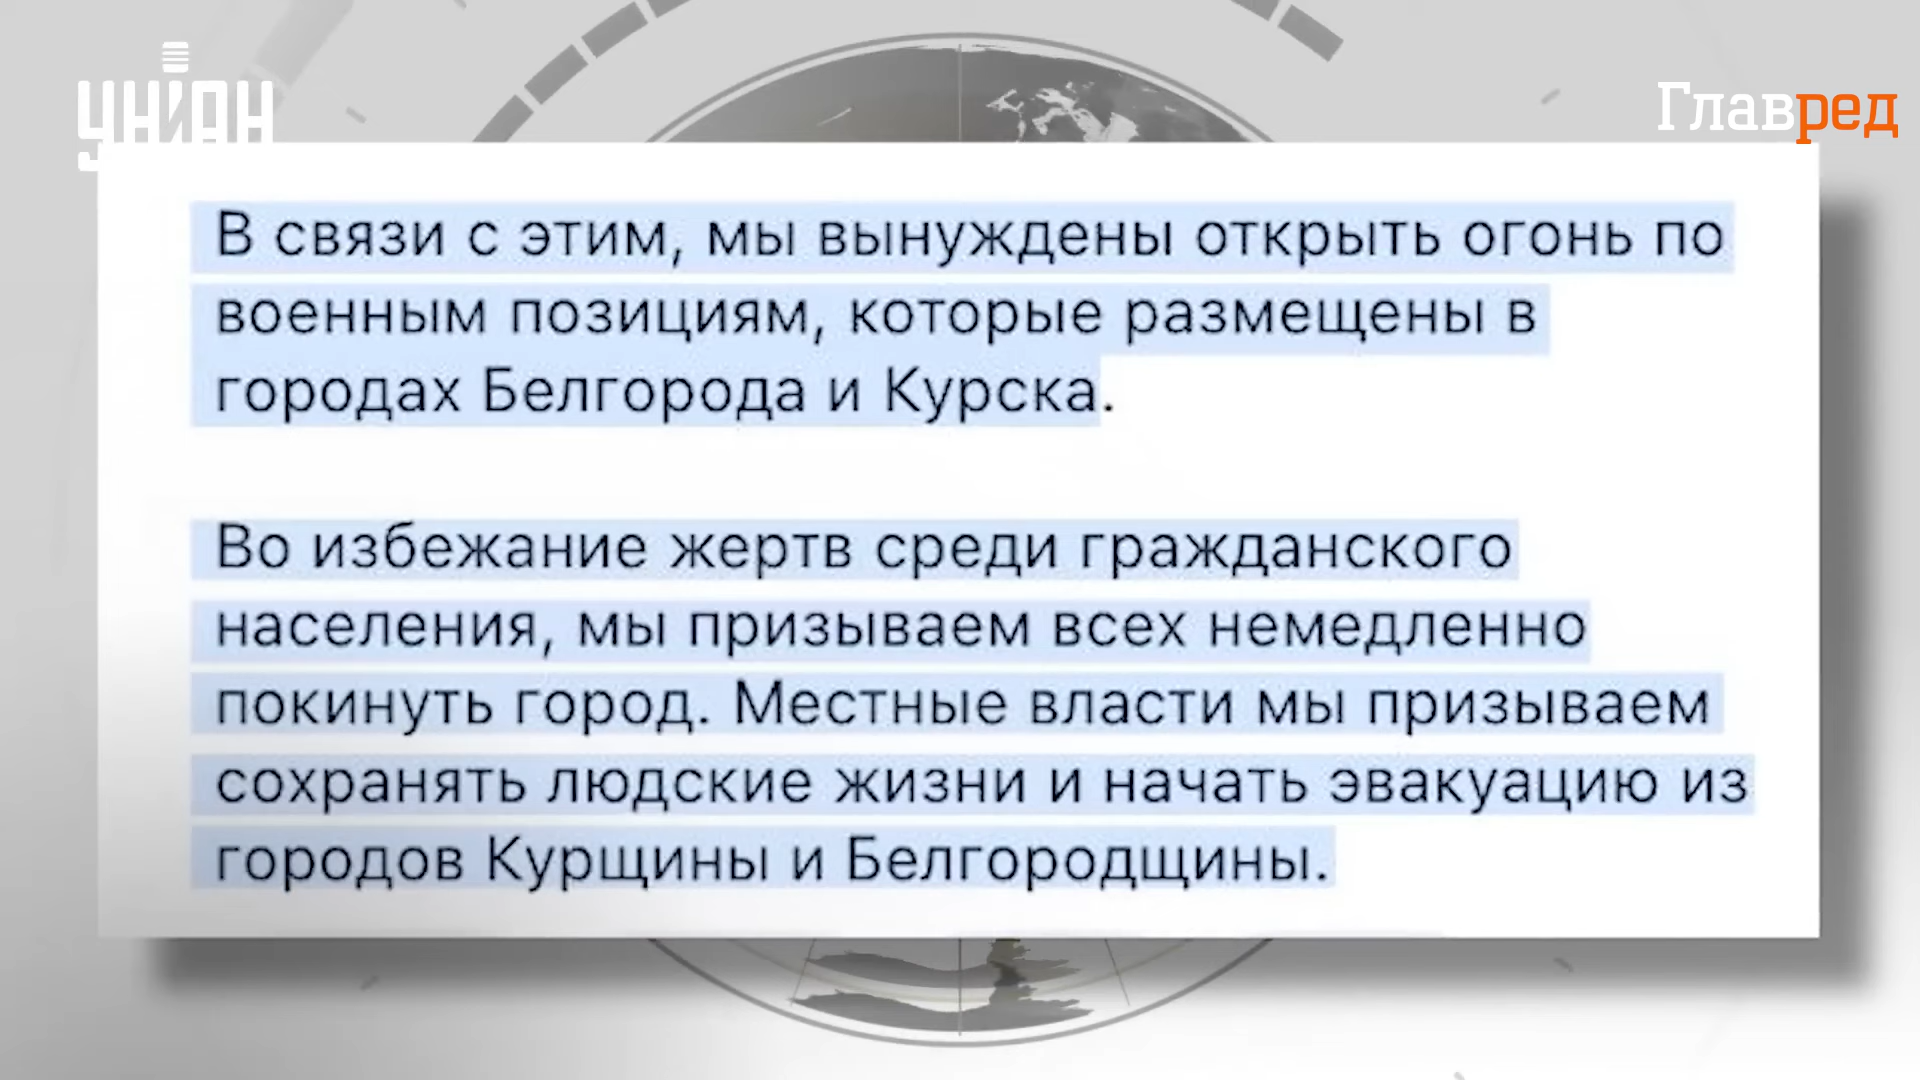 УНІАН
Главред
В связи с этим, мы вынуждены открыть огонь по
военным позициям, которые размещены в
городах Белгорода и Курска.
Во избежание жертв среди гражданского
населения, мы призываем всех немедленно
покинуть город. Местные власти мы призываем
сохранять людские жизни и начать эвакуацию из
городов Курщины и Белгородщины.